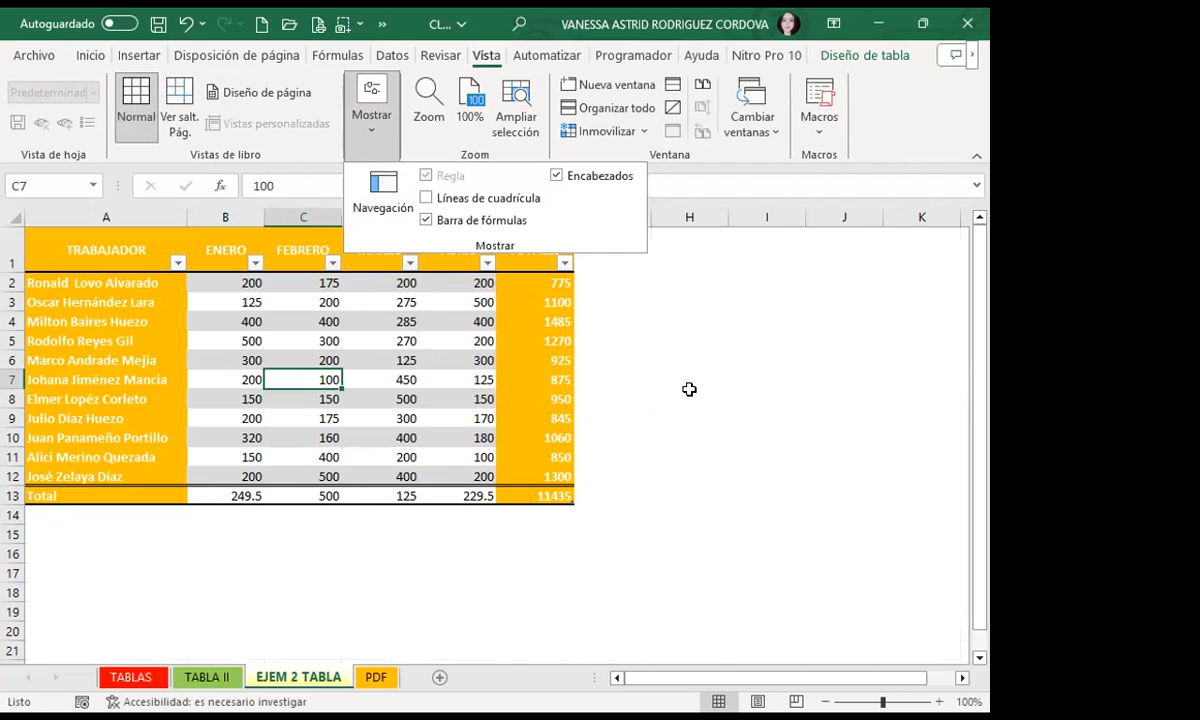 Autoguardado CL... VANESSA ASTRID RODRIGUEZ CORDOVA
Archivo Inicio Insertar Disposición de página Fórmulas Datos Revisar Vista Automatizar Programador Ayuda Nitro Pro 10 Diseño de tabla
Predeterminad
Normal Ver salt. Pág. Diseño de página Vistas personalizadas Mostrar Zoom 100% Ampliar selección Nueva ventana Organizar todo Inmovilizar Cambiar ventanas Macros
Vista de hoja Vistas de libro Zoom Ventana Macros
Navegación Regla Encabezados
Líneas de cuadrícula
Barra de fórmulas
Mostrar
C7 fx 100
A B C H I J K
1 TRABAJADOR ENERO FEBRERO
2 Ronald Lovo Alvarado 200 175 200 200 775
3 Oscar Hernández Lara 125 200 275 500 1100
4 Milton Baires Huezo 400 400 285 400 1485
5 Rodolfo Reyes Gil 500 300 270 200 1270
6 Marco Andrade Mejía 300 200 125 300 925
7 Johana Jiménez Mancia 200 100 450 125 875
8 Elmer Lopéz Corleto 150 150 500 150 950
9 Julio Díaz Huezo 200 175 300 170 845
10 Juan Panameño Portillo 320 160 400 180 1060
11 Alici Merino Quezada 150 400 200 100 850
12 José Zelaya Díaz 200 500 400 200 1300
13 Total 249.5 500 125 229.5 11435
14
15
16
17
18
19
20
21
TABLAS TABLA II EJEM 2 TABLA PDF
Listo Accesibilidad: es necesario investigar 100%